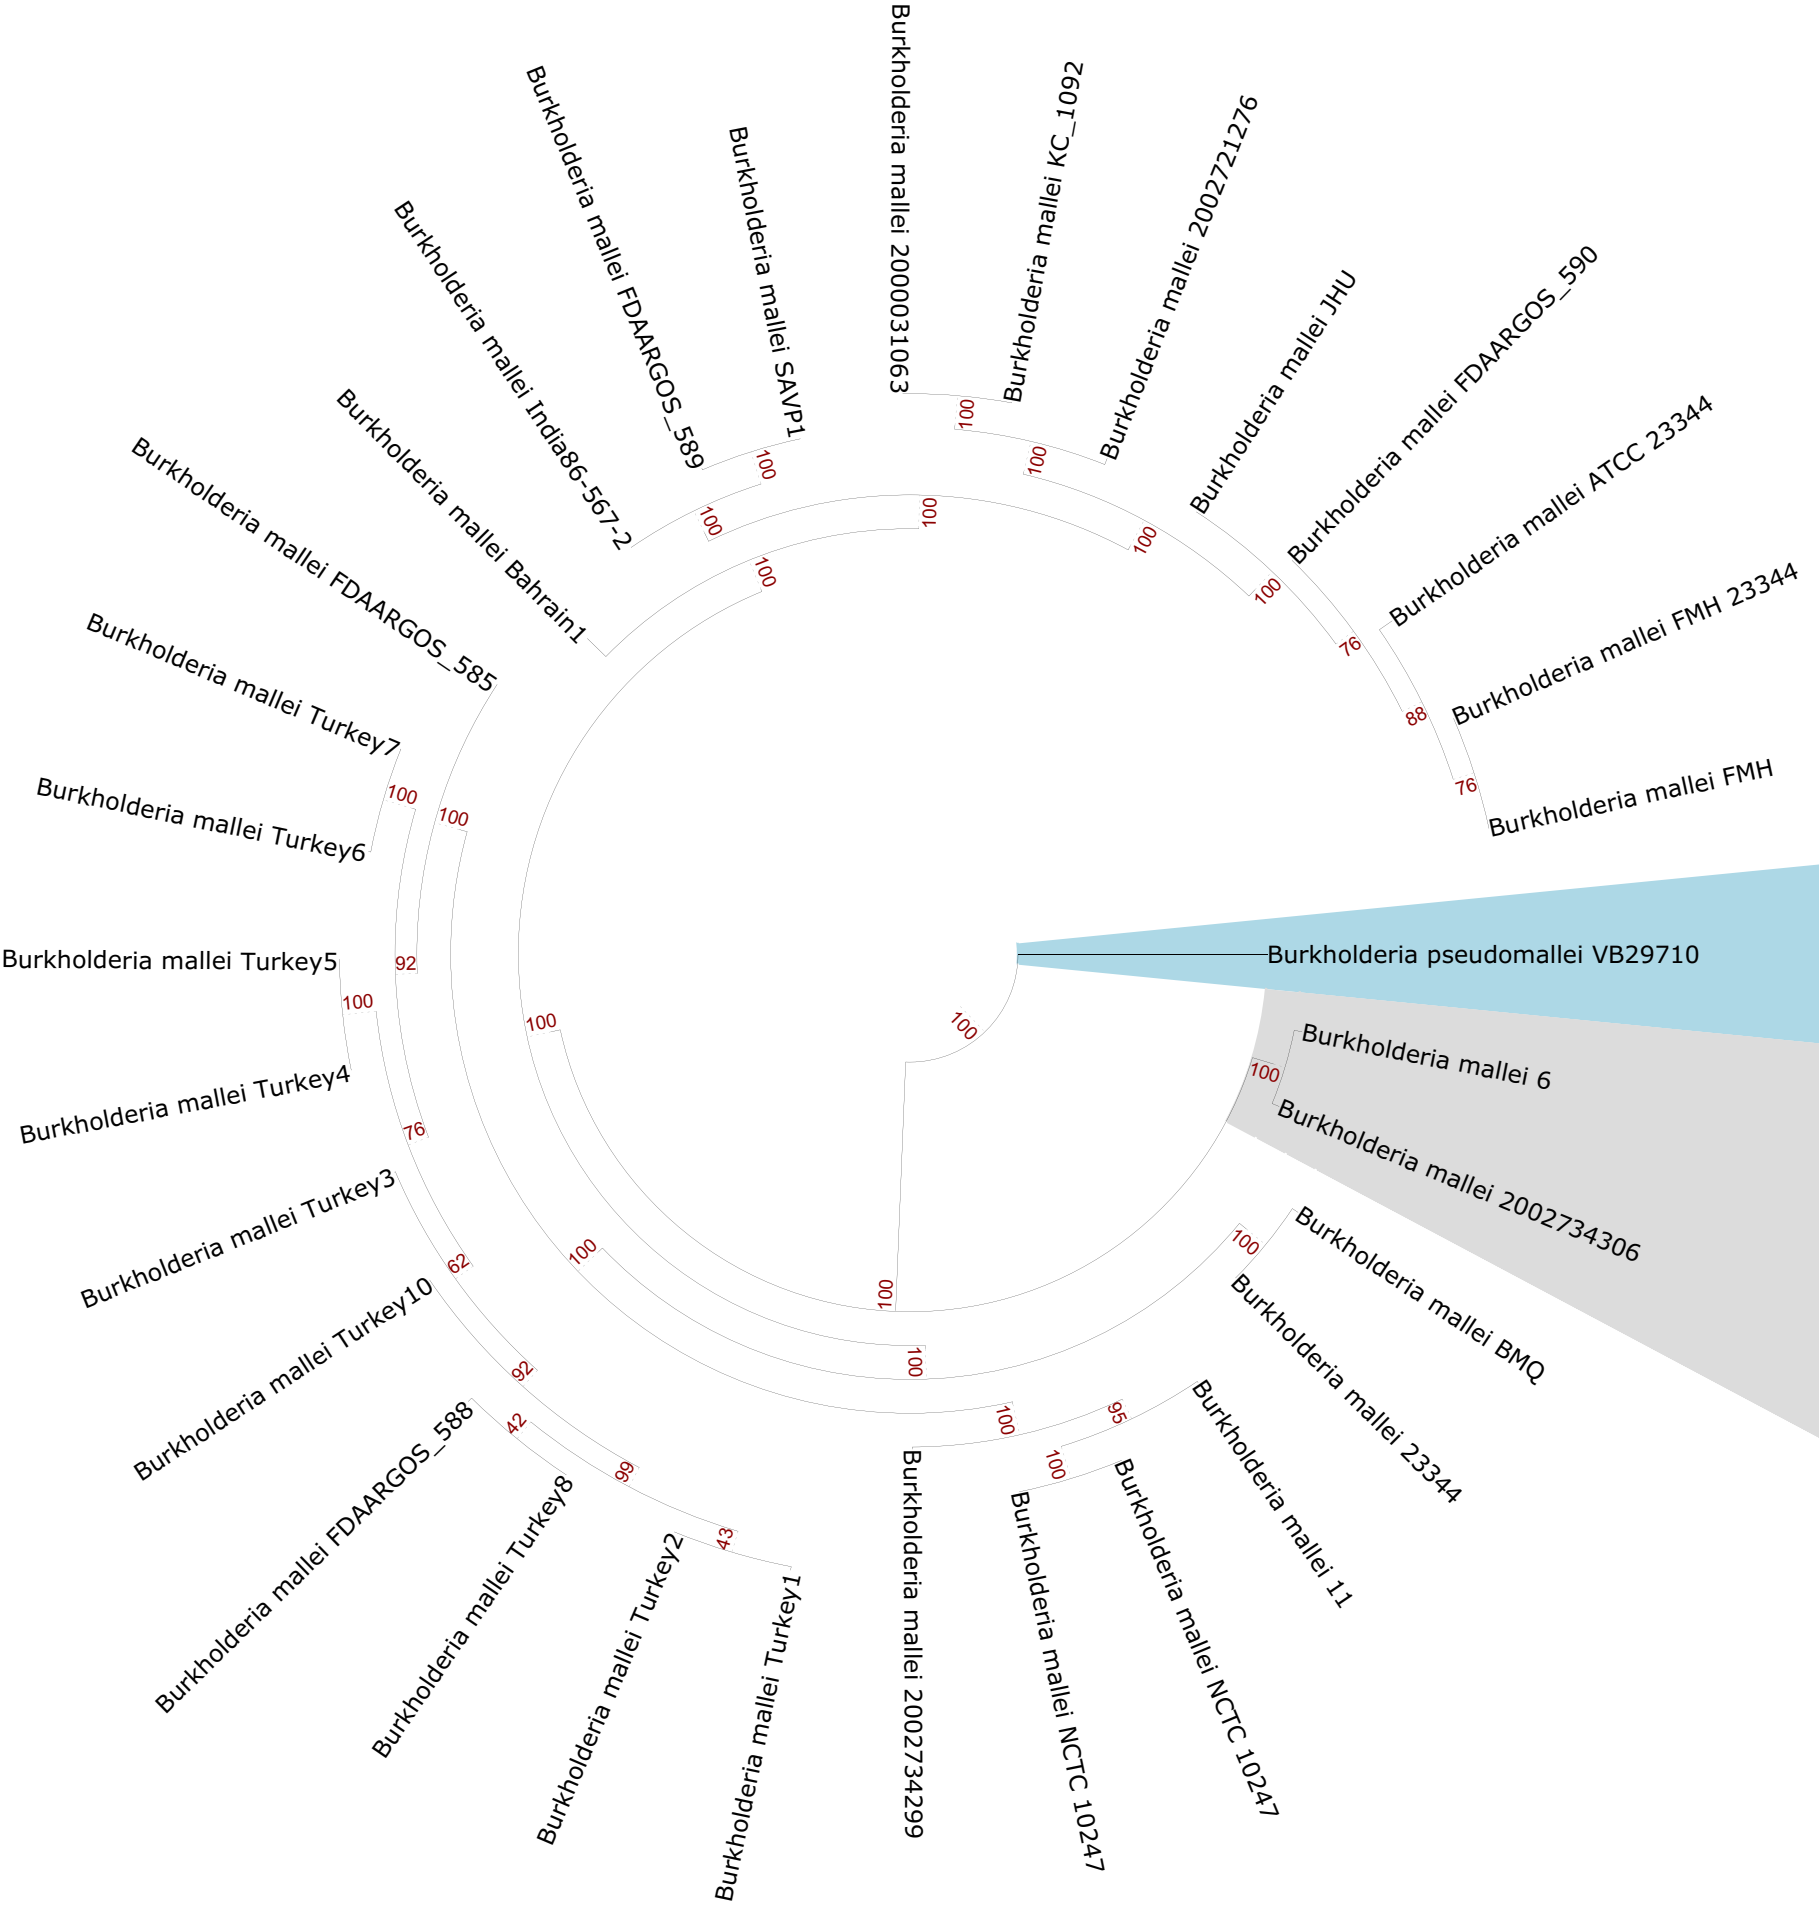 Burkholderia mallei 2000031063
Burkholderia mallei KC_1092
Burkholderia mallei 2002721276
Burkholderia mallei JHU
Burkholderia mallei FDAARGOS_590
Burkholderia mallei ATCC 23344
Burkholderia mallei FMH 23344
Burkholderia mallei FMH
Burkholderia pseudomallei VB29710
Burkholderia mallei 6
Burkholderia mallei 2002734306
Burkholderia mallei BMQ
Burkholderia mallei 23344
Burkholderia mallei 11
Burkholderia mallei NCTC 10247
Burkholderia mallei NCTC 10247
Burkholderia mallei 2002734299
Burkholderia mallei Turkey1
Burkholderia mallei Turkey2
Burkholderia mallei Turkey8
Burkholderia mallei FDAARGOS_588
Burkholderia mallei Turkey10
Burkholderia mallei Turkey3
Burkholderia mallei Turkey4
Burkholderia mallei Turkey5
Burkholderia mallei Turkey6
Burkholderia mallei Turkey7
Burkholderia mallei FDAARGOS_585
Burkholderia mallei Bahrain1
Burkholderia mallei India86-567-2
Burkholderia mallei FDAARGOS_589
Burkholderia mallei SAVP1
100
100
100
100
100
100
100
100
76
88
76
100
100
100
100
100
100
92
100
100
76
62
92
42
99
43
100
100
100
95
100
100